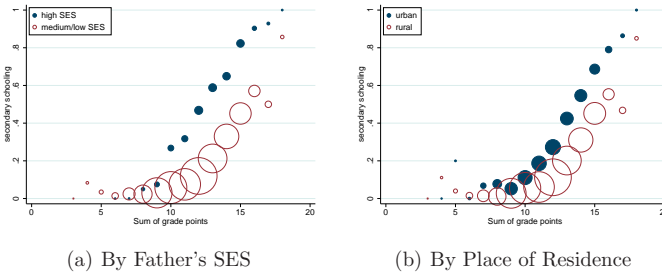 high SES
medium/low SES
secondary schooling
0 .2 .4 .6 .8 1
0 5 10 15 20
Sum of grade points
(a) By Father's SES
urban
rural
secondary schooling
0 .2 .4 .6 .8 1
0 5 10 15 20
Sum of grade points
(b) By Place of Residence